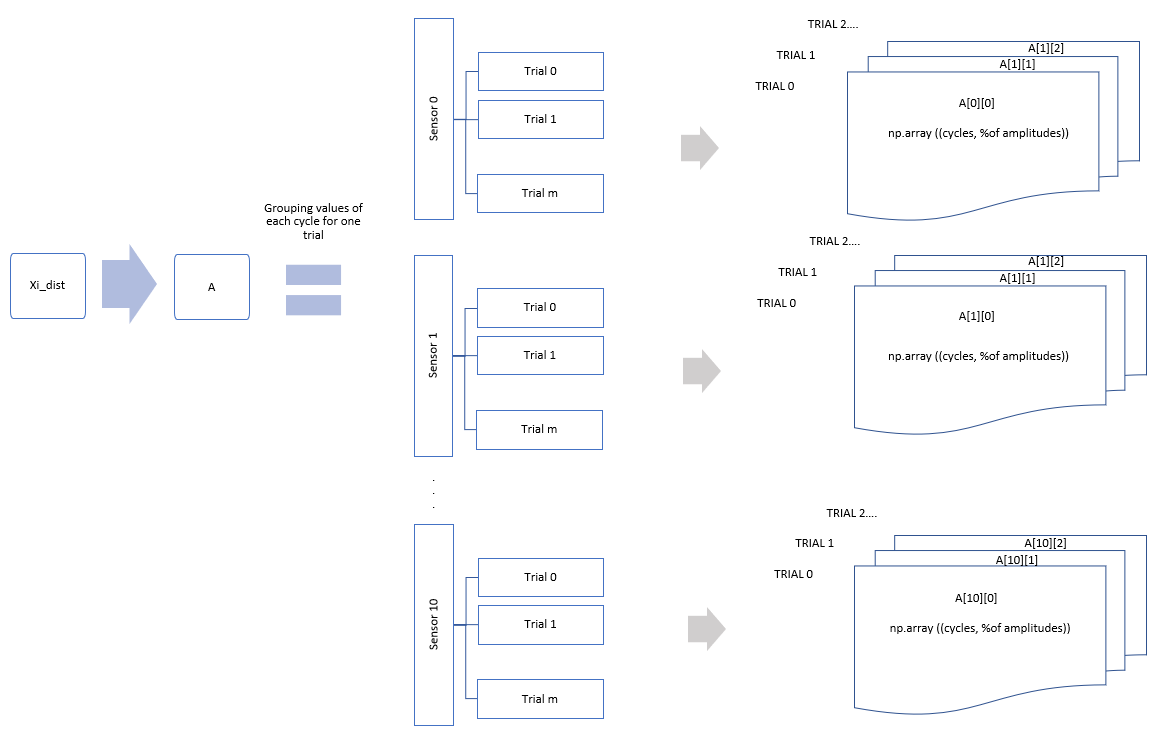 Xi_dist
A
Grouping values of
each cycle for one
trial
Sensor 0
Trial 0
Trial 1
Trial m
TRIAL 2....
TRIAL 1
TRIAL 0
A[1][2]
A[1][1]
A[0][0]
np.array ((cycles, %of amplitudes))
Sensor 1
Trial 0
Trial 1
Trial m
TRIAL 2....
TRIAL 1
TRIAL 0
A[1][2]
A[1][1]
A[1][0]
np.array ((cycles, %of amplitudes))
.
.
.
Sensor 10
Trial 0
Trial 1
Trial m
TRIAL 2....
TRIAL 1
TRIAL 0
A[10][2]
A[10][1]
A[10][0]
np.array ((cycles, %of amplitudes))